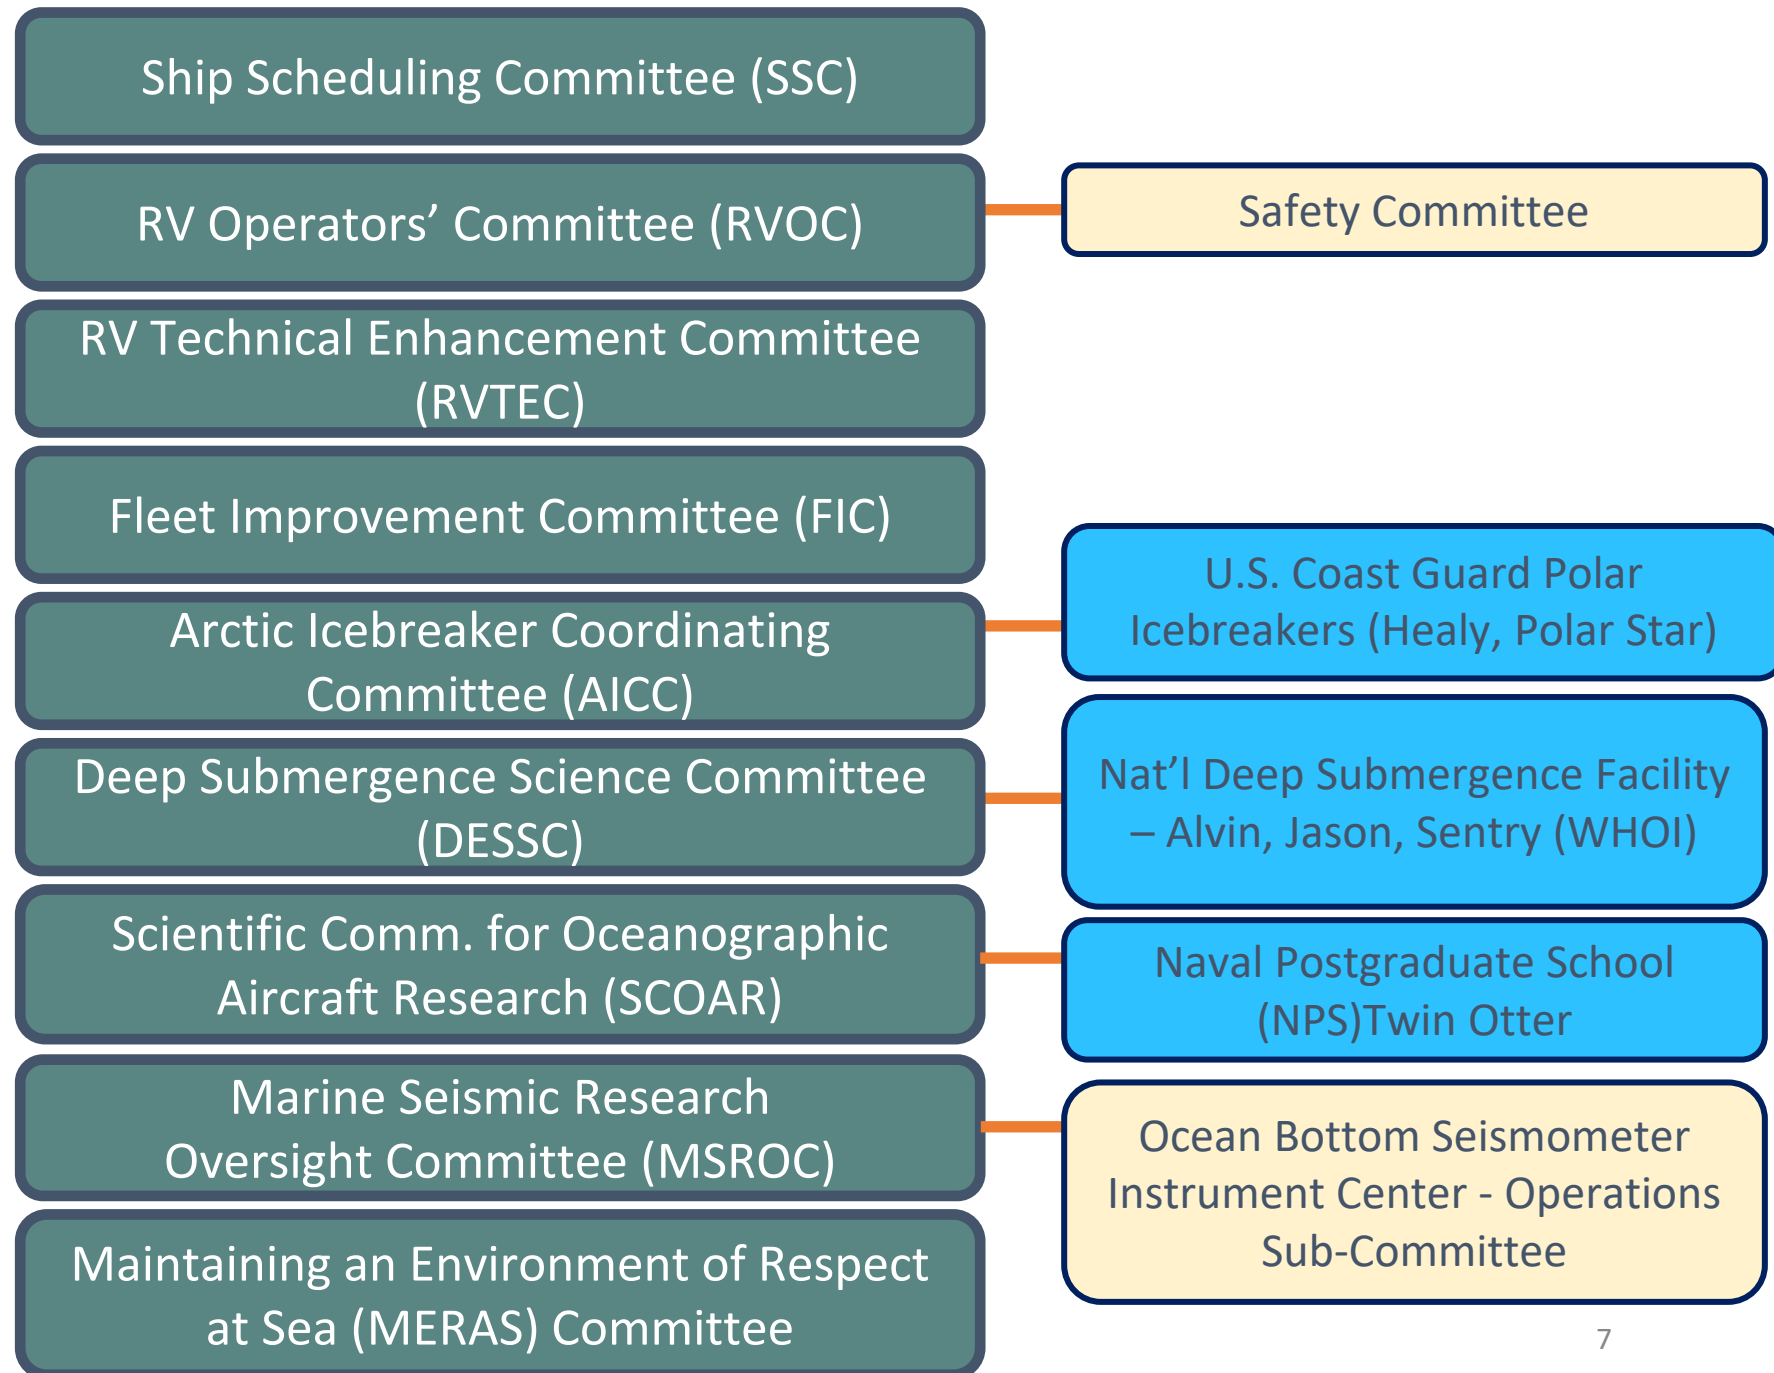 Ship Scheduling Committee (SSC)
RV Operators’ Committee (RVOC)
Safety Committee
RV Technical Enhancement Committee
(RVTEC)
Fleet Improvement Committee (FIC)
Arctic Icebreaker Coordinating
Committee (AICC)
U.S. Coast Guard Polar
Icebreakers (Healy, Polar Star)
Deep Submergence Science Committee
(DESSC)
Nat’l Deep Submergence Facility
– Alvin, Jason, Sentry (WHOI)
Scientific Comm. for Oceanographic
Aircraft Research (SCOAR)
Naval Postgraduate School
(NPS)Twin Otter
Marine Seismic Research
Oversight Committee (MSROC)
Ocean Bottom Seismometer
Instrument Center - Operations
Sub-Committee
Maintaining an Environment of Respect
at Sea (MERAS) Committee
7